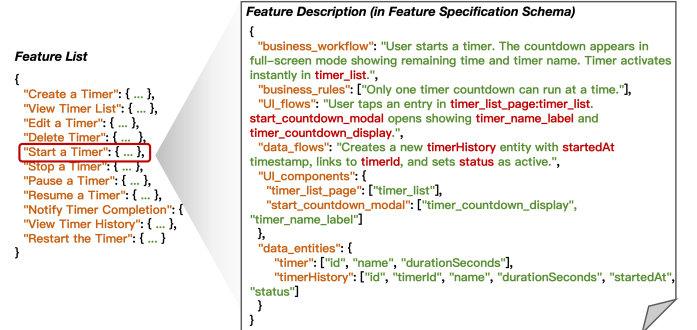 Feature List
{
"Create a Timer": { ... },
"View Timer List": { ... },
"Edit a Timer": { ... },
"Delete Timer": { ... },
"Start a Timer": { ... },
"Stop a Timer": { ... },
"Pause a Timer": { ... },
"Resume a Timer": { ... },
"Notify Timer Completion": {
"View Timer History": { ... },
"Restart the Timer": { ... }
}
Feature Description (in Feature Specification Schema)
{
"business_workflow": "User starts a timer. The countdown appears in
full-screen mode showing remaining time and timer name. Timer activates
instantly in timer_list.",
"business_rules": ["Only one timer countdown can run at a time."],
"UI_flows": "User taps an entry in timer_list_page:timer_list.
start_countdown_modal opens showing timer_name_label and
timer_countdown_display.",
"data_flows": "Creates a new timerHistory entity with startedAt
timestamp, links to timerId, and sets status as active.",
"UI_components": {
"timer_list_page": ["timer_list"],
"start_countdown_modal": ["timer_countdown_display",
"timer_name_label"]
},
"data_entities": {
"timer": ["id", "name", "durationSeconds"],
"timerHistory": ["id", "timerId", "name", "durationSeconds", "startedAt",
"status"]
}
}